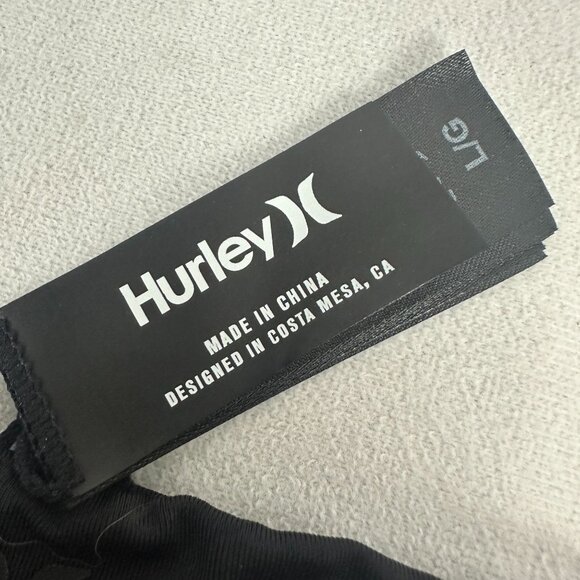 Hurley
MADE IN CHINA
DESIGNED IN COSTA MESA, CA
L/G